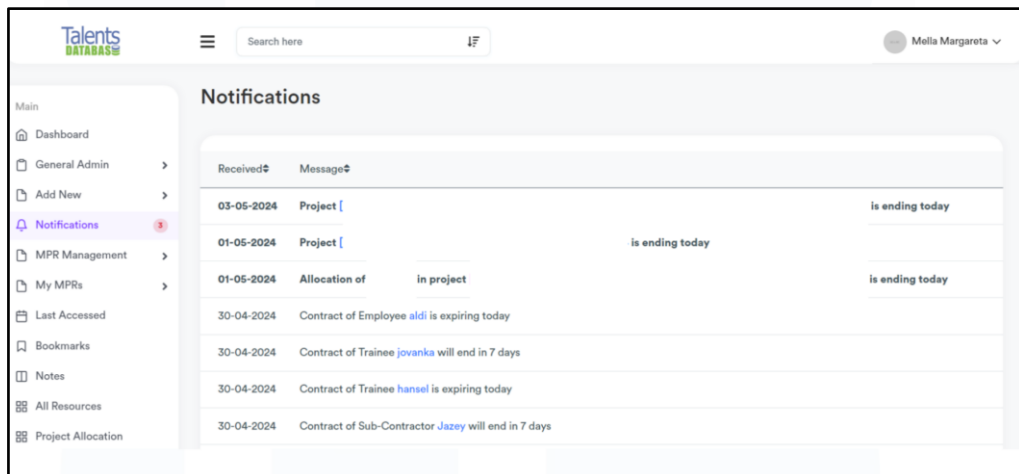 Talents
DATABASE
Search here
Mella Margareta
Notifications
Main
Dashboard
General Admin
Add New
Notifications 3
MPR Management
My MPRs
Last Accessed
Bookmarks
Notes
All Resources
Project Allocation
Received Message
03-05-2024 Project [ is ending today
01-05-2024 Project [ is ending today
01-05-2024 Allocation of in project is ending today
30-04-2024 Contract of Employee aldi is expiring today
30-04-2024 Contract of Trainee jovanka will end in 7 days
30-04-2024 Contract of Trainee hansel is expiring today
30-04-2024 Contract of Sub-Contractor Jazey will end in 7 days